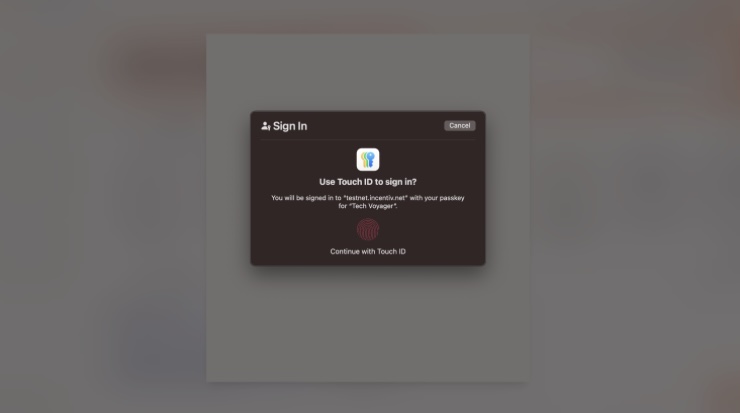 Sign In
Cancel
Use Touch ID to sign in?
You will be signed in to "testnet.incentiv.net" with your passkey
for "Tech Voyager".
Continue with Touch ID